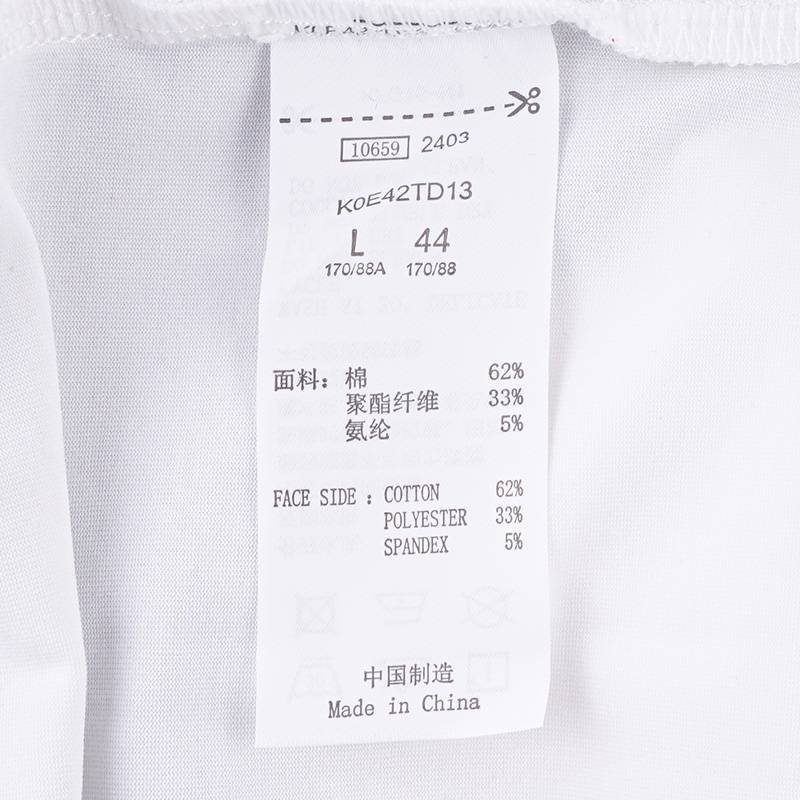 10659 2403
K0E42TD13
L 44
170/88A 170/88
面料：棉 62%
聚酯纤维 33%
氨纶 5%
FACE SIDE : COTTON 62%
POLYESTER 33%
SPANDEX 5%
中国制造
Made in China